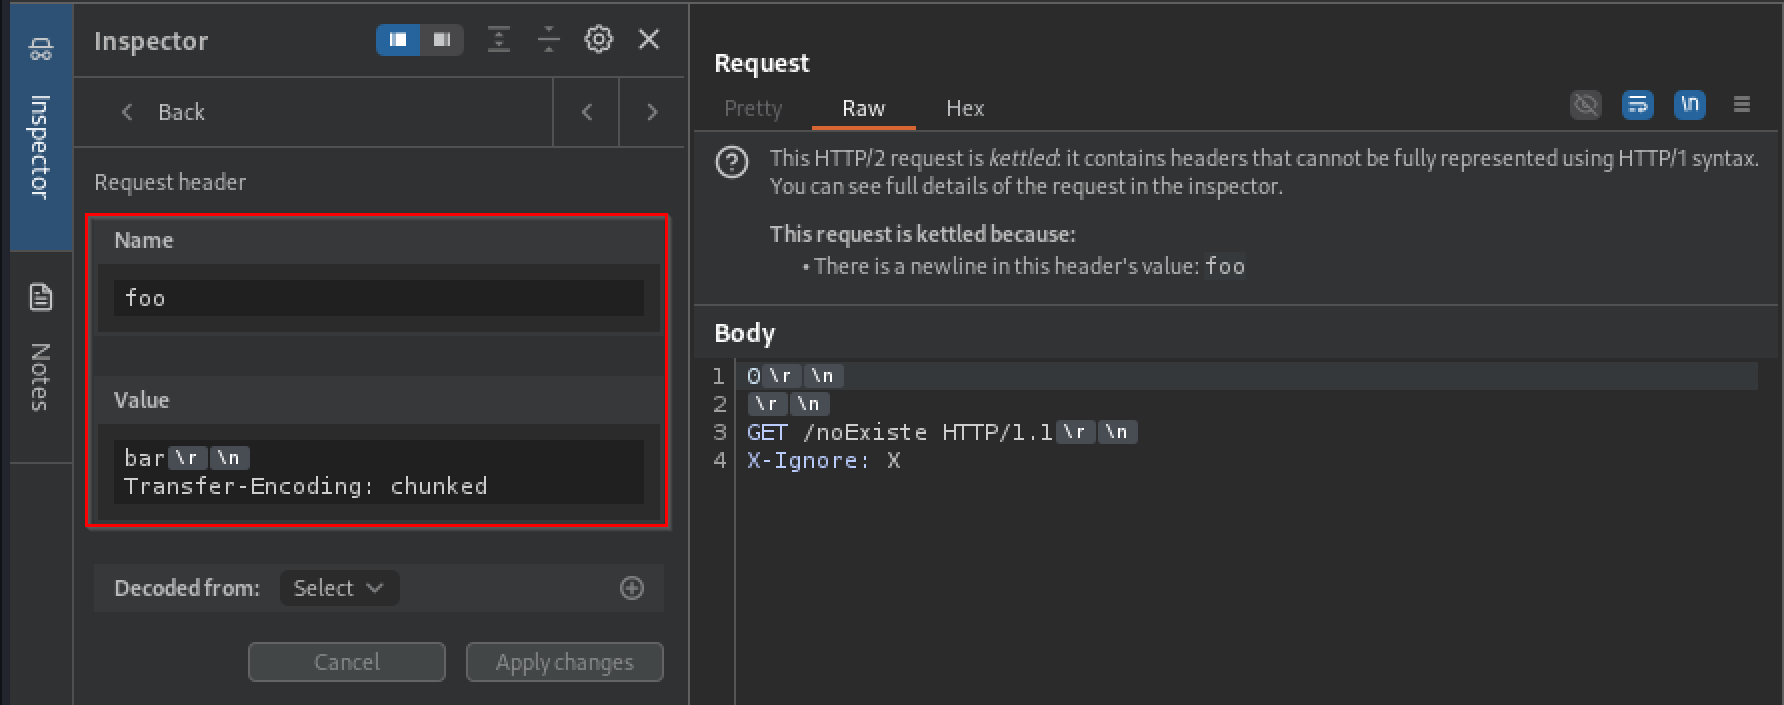 Inspector
Notes
Inspector
Back
Request header
Name
foo
Value
bar\r\n
Transfer-Encoding: chunked
Decoded from: Select
Cancel Apply changes
Request
Pretty Raw Hex
\n
This HTTP/2 request is kettled: it contains headers that cannot be fully represented using HTTP/1 syntax.
You can see full details of the request in the inspector.
This request is kettled because:
• There is a newline in this header's value: foo
Body
1 0\r\n
2 \r\n
3 GET /noExiste HTTP/1.1\r\n
4 X-Ignore: X